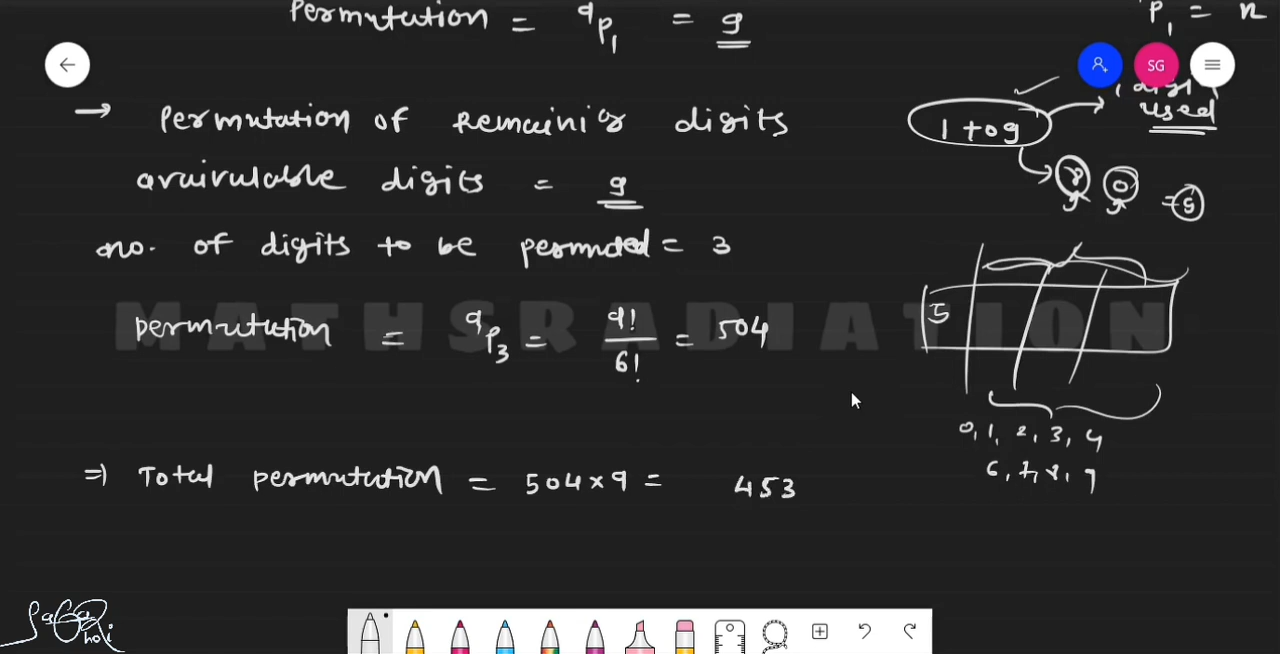 Permutation = 9P1 = 9
P1 = n
SG
used
1 to 9
→ Permutation of Remaining digits
avaivalable digits = 9
no. of digits to be permuted = 3
MATHSRADIATION
permutation = 9P3 = 9!/6! = 504
5
0, 1, 2, 3, 4
6, 7, 8, 9
⇒ Total permutation = 504 × 9 = 453